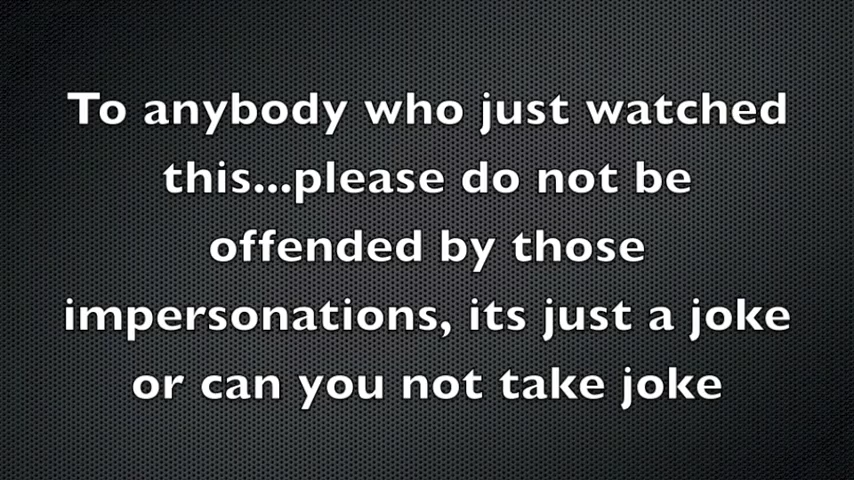 To anybody who just watched
this...please do not be
offended by those
impersonations, its just a joke
or can you not take joke